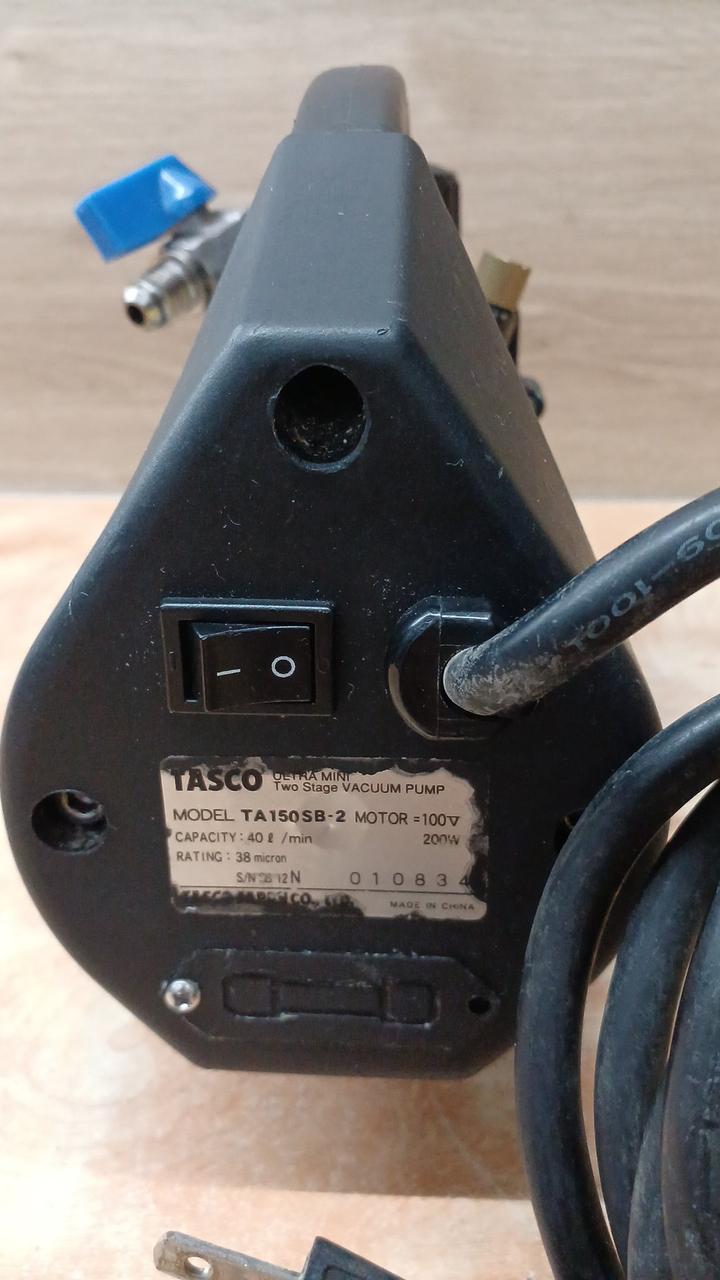 I O
TASCO ULTRA MINI
Two Stage VACUUM PUMP
MODEL TA150SB-2 MOTOR=100V
CAPACITY: 40 ℓ /min 200W
RATING: 38 micron
S/N 12 N 010834
MADE IN CHINA